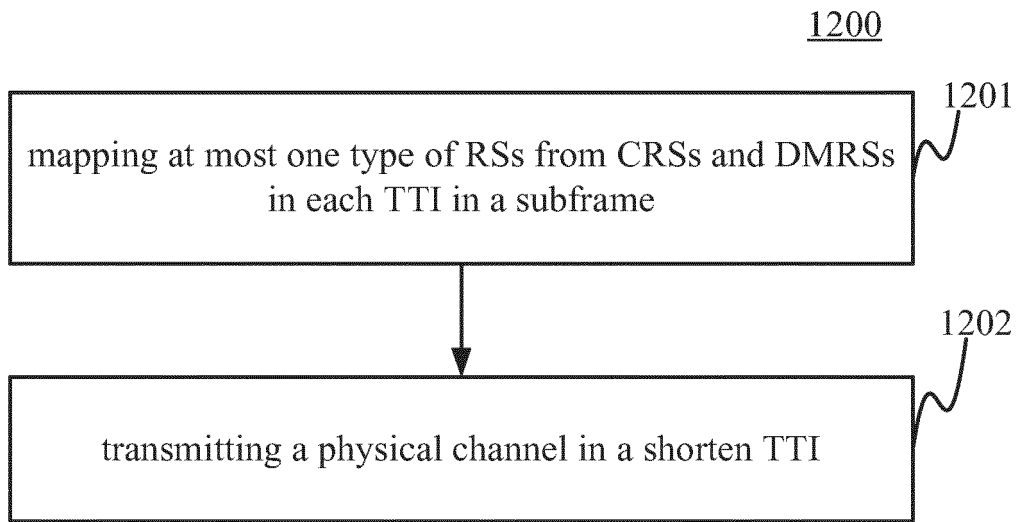 1200
1201
mapping at most one type of RSs from CRSs and DMRSs
in each TTI in a subframe
1202
transmitting a physical channel in a shorten TTI